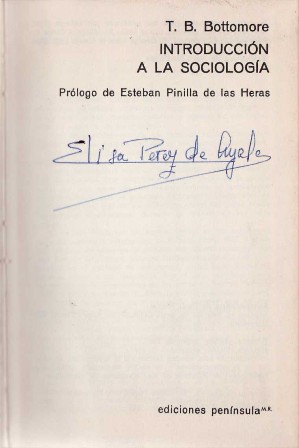 T. B. Bottomore
INTRODUCCIÓN
A LA SOCIOLOGÍA
Prólogo de Esteban Pinilla de las Heras
Elisa Perez de Ayala
ediciones península M.R.